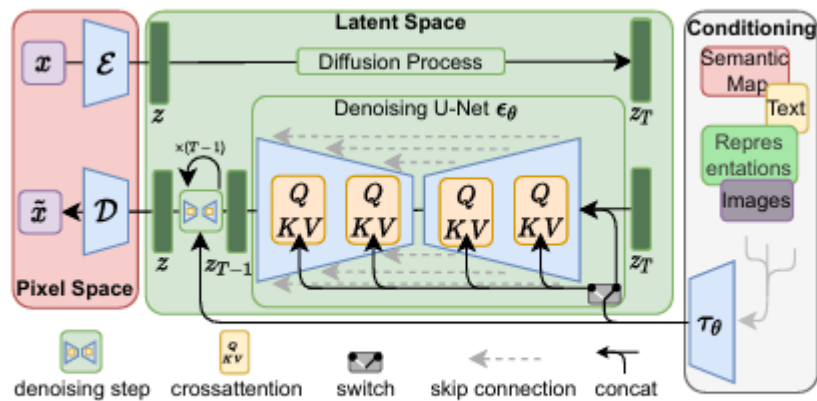 Latent Space
Conditioning
x
ℰ
Diffusion Process
Semantic
Map
Text
z
Denoising U-Net ϵ_θ
z_T
Repres
entations
×(T−1)
Images
Q
KV
Q
KV
Q
KV
Q
KV
x̃
𝒟
z
z_{T−1}
z_T
Pixel Space
τ_θ
Q
KV
denoising step
crossattention
switch
skip connection
concat